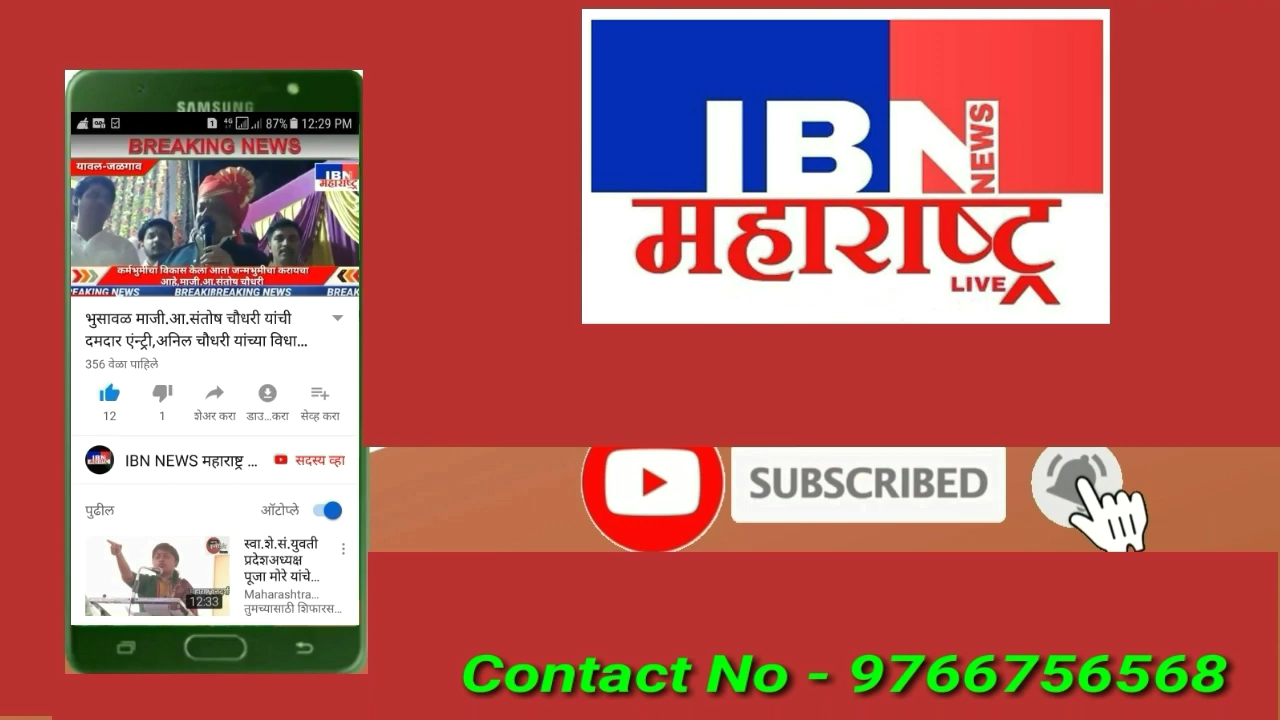 SAMSUNG
4G 87% 12:29 PM
BREAKING NEWS
यावल-जळगाव
IBN
महाराष्ट्र
कर्मभुमीचा विकास केला आता जन्मभुमीचा करायचा
आहे.माजी.आ.संतोष चौधरी
EAKING NEWS BREAKIBREAKING NEWS BREAK
भुसावळ माजी.आ.संतोष चौधरी यांची
दमदार एंन्ट्री,अनिल चौधरी यांच्या विधा...
356 वेळा पाहिले
12 1 शेअर करा डाउ...करा सेव्ह करा
IBN NEWS महाराष्ट्र ... सदस्य व्हा
पुढील ऑटोप्ले
स्वा.शे.सं.युवती
प्रदेशअध्यक्ष
पूजा मोरे यांचे...
Maharashtra...
तुमच्यासाठी शिफारस...
12:33
IBN NEWS
महाराष्ट्र
LIVE
SUBSCRIBED
Contact No - 9766756568